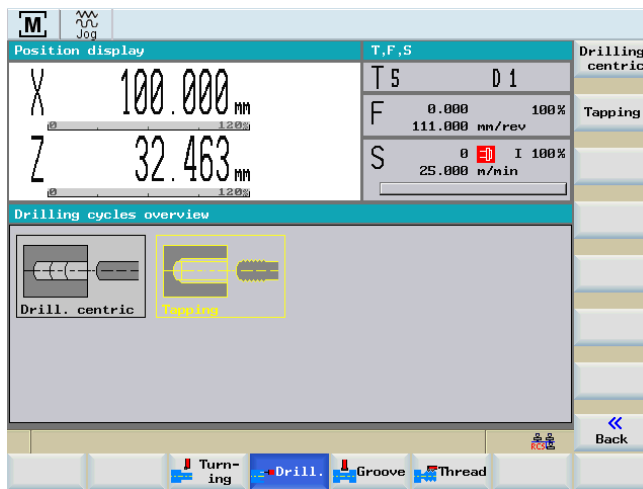 M
Jog
Position display
T,F,S
Drilling
centric
X 100.000 mm
0 120%
T 5 D 1
F 0.000 100%
111.000 mm/rev
Tapping
Z 32.463 mm
0 120%
S 0 I 100%
25.000 m/min
Drilling cycles overview
Drill. centric
Tapping
RCS
Back
Turn-
ing
Drill.
Groove
Thread